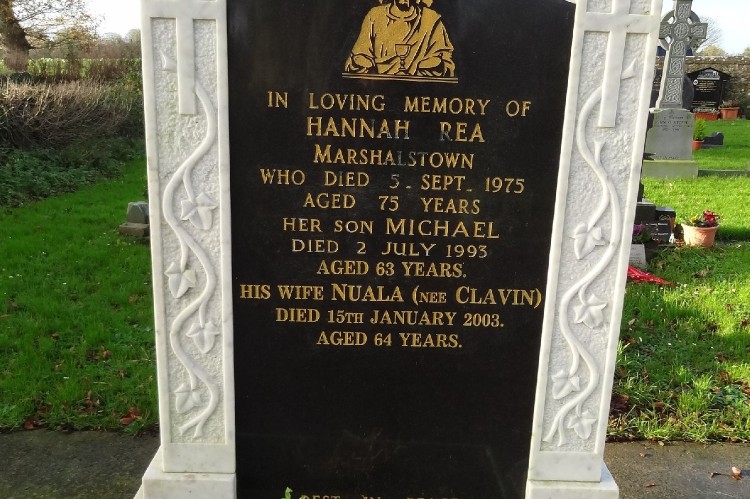 IN LOVING MEMORY OF
HANNAH REA
MARSHALSTOWN
WHO DIED 5. SEPT. 1975
AGED 75 YEARS
HER SON MICHAEL
DIED 2 JULY 1993
AGED 63 YEARS.
HIS WIFE NUALA (NEE CLAVIN)
DIED 15TH JANUARY 2003.
AGED 64 YEARS.